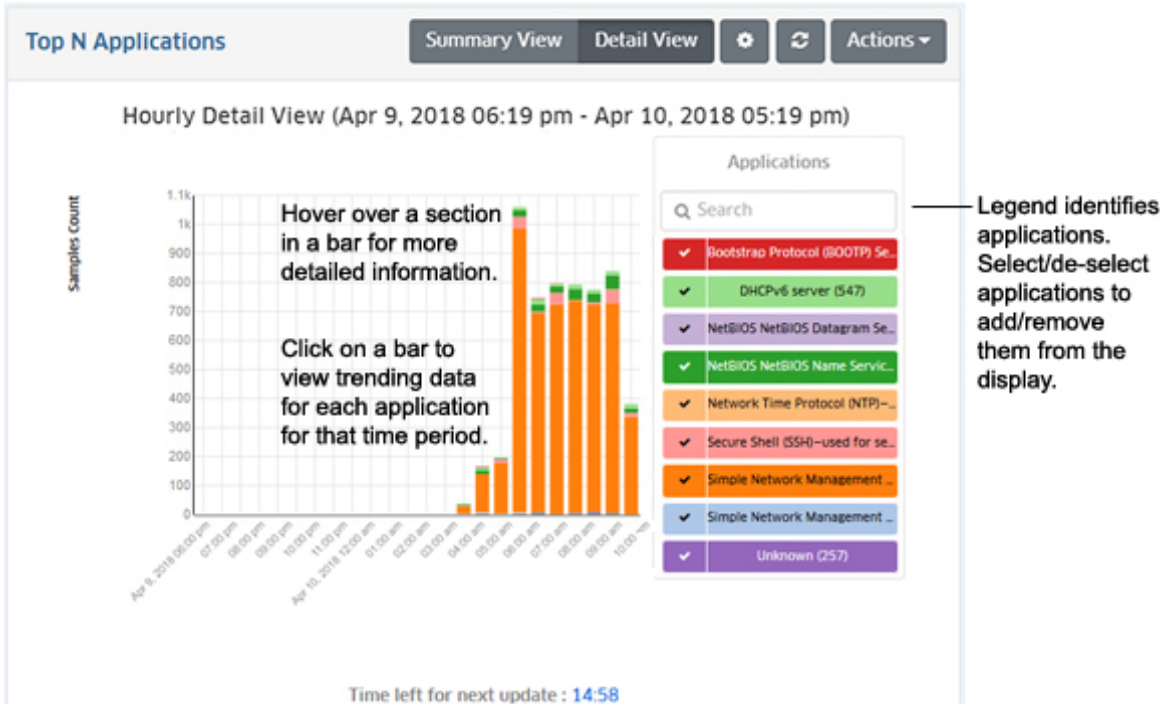 Top N Applications
Summary View
Detail View
Actions
Hourly Detail View (Apr 9, 2018 06:19 pm - Apr 10, 2018 05:19 pm)
Samples Count
1.1k
1k
900
800
700
600
500
400
300
200
100
0
Apr 9, 2018 06:00 pm
07:00 pm
08:00 pm
09:00 pm
10:00 pm
11:00 pm
Apr 10, 2018 12:00 am
01:00 am
02:00 am
03:00 am
04:00 am
05:00 am
06:00 am
07:00 am
08:00 am
09:00 am
10:00
Hover over a section
in a bar for more
detailed information.
Click on a bar to
view trending data
for each application
for that time period.
Applications
Search
Bootstrap Protocol (BOOTP) Se...
DHCPv6 server (547)
NetBIOS NetBIOS Datagram Se...
NetBIOS NetBIOS Name Servic...
Network Time Protocol (NTP)—...
Secure Shell (SSH)—used for se...
Simple Network Management ...
Simple Network Management ...
Unknown (257)
Legend identifies
applications.
Select/de-select
applications to
add/remove
them from the
display.
Time left for next update : 14:58